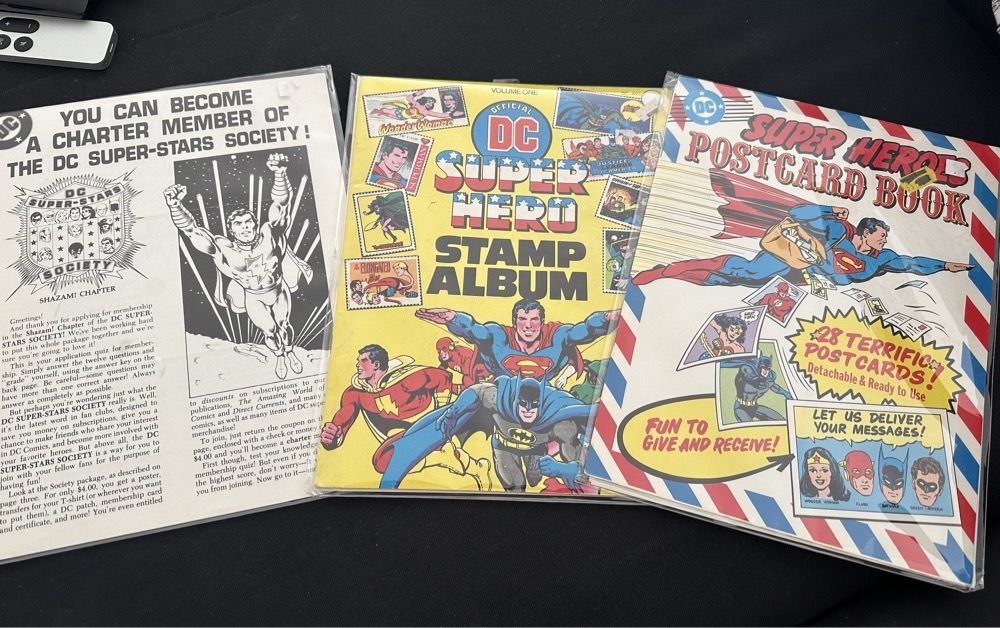 DC
YOU CAN BECOME
A CHARTER MEMBER OF
THE DC SUPER-STARS SOCIETY!
DC
SUPER-STARS
SOCIETY
SHAZAM! CHAPTER
Greetings!
And thank you for applying for membership
in the Shazam! Chapter of the DC SUPER-
STARS SOCIETY! We've been working hard
to put this whole package together and we're
you're going to love it!
This is your application quiz for member-
ship. Simply answer the twelve questions and
"grade" yourself, using the answer key on the
back page. Be careful—some questions may
have more than one correct answer! Always
answer as completely as possible.
But perhaps you're wondering just what the
DC SUPER-STARS SOCIETY really is. Well,
it's the latest word in fan clubs, designed to
save you money on subscriptions, give you a
chance to make friends who share your interest
in DC Comics and become more involved with
your favorite heroes. But above all, the DC
SUPER-STARS SOCIETY is a way for you to
join with your fellow fans for the purpose of
having fun!
Look at the Society package, as described on
page three. For only $4.00, you get a poster
transfers for your T-shirt (or wherever you want
to put them), a DC patch, membership card
and certificate, and more! You're even entitled
to discounts on subscriptions to our
publications, The Amazing World of
Comics and Direct Currents, and many
comics, as well as many items of DC super
merchandise!
To join, just return the coupon on
page, enclosed with a check or money
$4.00 and you'll become a charter
First though, test your knowledge
membership quiz! But even if you
the highest score, don't worry—
you from joining. Now go to
VOLUME ONE
OFFICIAL
DC
SUPER
HERO
STAMP
ALBUM
Wonder Woman
SUPERMAN
JUSTICE LEAGUE
OF AMERICA
The ELONGATED MAN
DC
SUPER HEROES
POSTCARD BOOK
28 TERRIFIC
POSTCARDS!
Detachable & Ready to Use
FUN TO
GIVE AND RECEIVE!
LET US DELIVER
YOUR MESSAGES!
WONDER WOMAN
FLASH
BATMAN
GREEN LANTERN